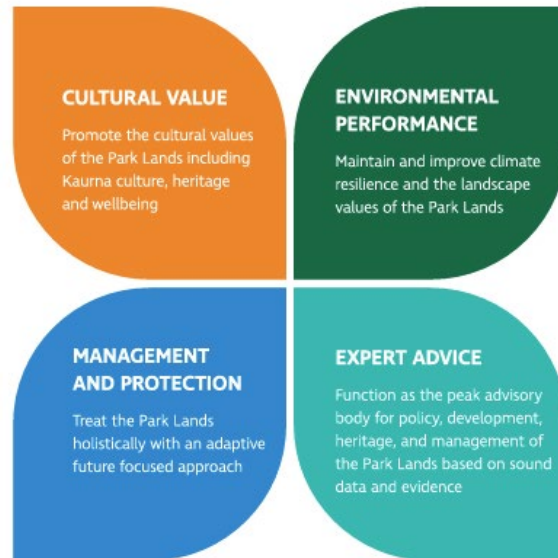 CULTURAL VALUE
Promote the cultural values
of the Park Lands including
Kaurna culture, heritage
and wellbeing
ENVIRONMENTAL
PERFORMANCE
Maintain and improve climate
resilience and the landscape
values of the Park Lands
MANAGEMENT
AND PROTECTION
Treat the Park Lands
holistically with an adaptive
future focused approach
EXPERT ADVICE
Function as the peak advisory
body for policy, development,
heritage, and management of
the Park Lands based on sound
data and evidence